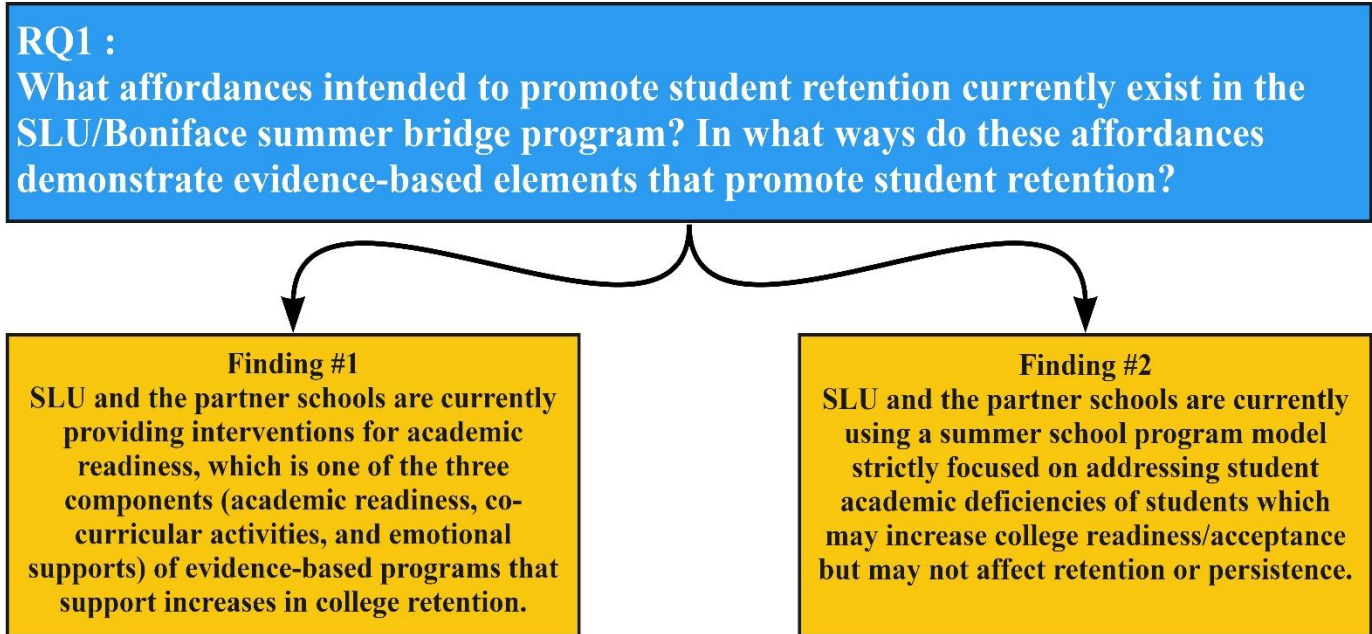 RQ1 :
What affordances intended to promote student retention currently exist in the
SLU/Boniface summer bridge program? In what ways do these affordances
demonstrate evidence-based elements that promote student retention?
Finding #1
SLU and the partner schools are currently
providing interventions for academic
readiness, which is one of the three
components (academic readiness, co-
curricular activities, and emotional
supports) of evidence-based programs that
support increases in college retention.
Finding #2
SLU and the partner schools are currently
using a summer school program model
strictly focused on addressing student
academic deficiencies of students which
may increase college readiness/acceptance
but may not affect retention or persistence.